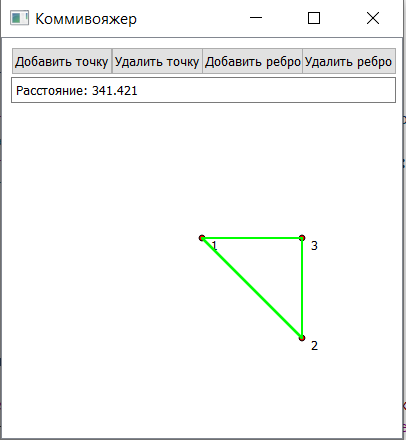 Коммивояжер
Добавить точку Удалить точку Добавить ребро Удалить ребро
Расстояние: 341.421
1
3
2